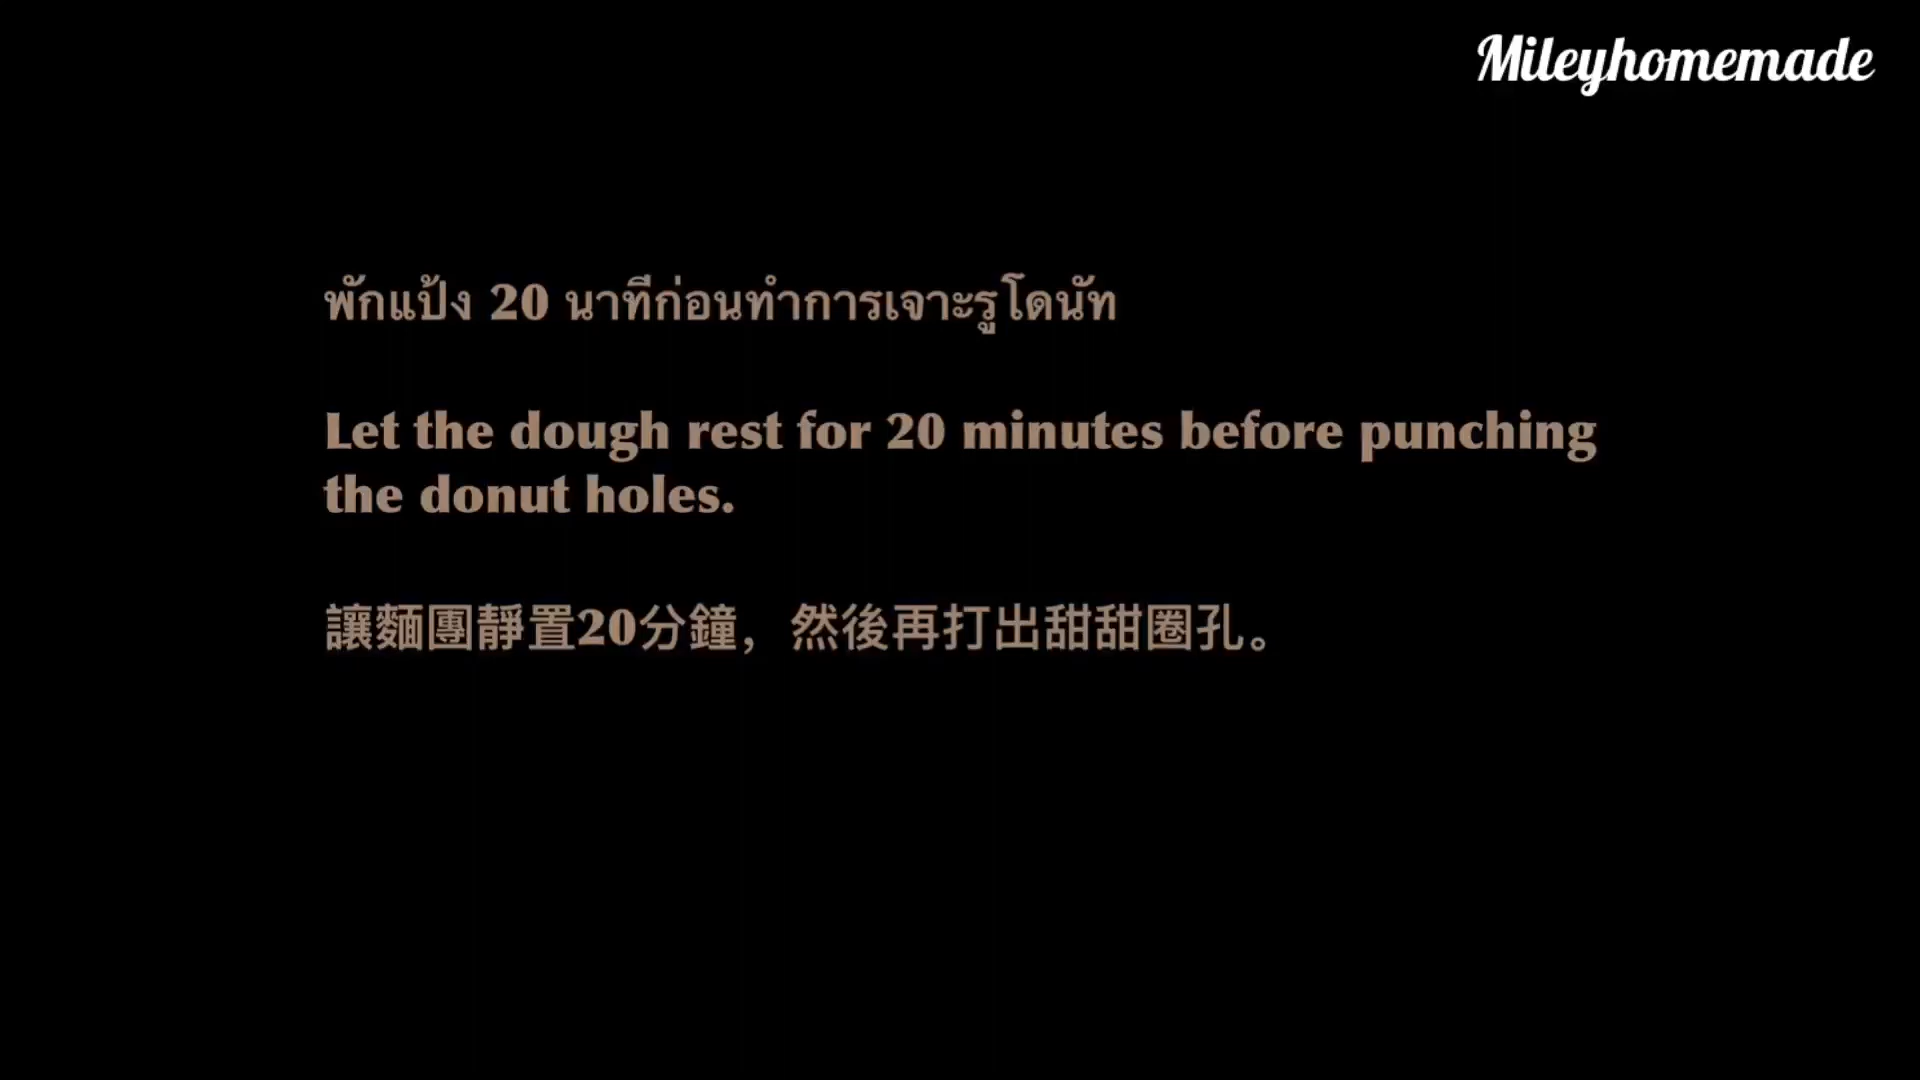 Mileyhomemade
พักแป้ง 20 นาทีก่อนทำการเจาะรูโดนัท
Let the dough rest for 20 minutes before punching
the donut holes.
讓麵團靜置20分鐘，然後再打出甜甜圈孔。